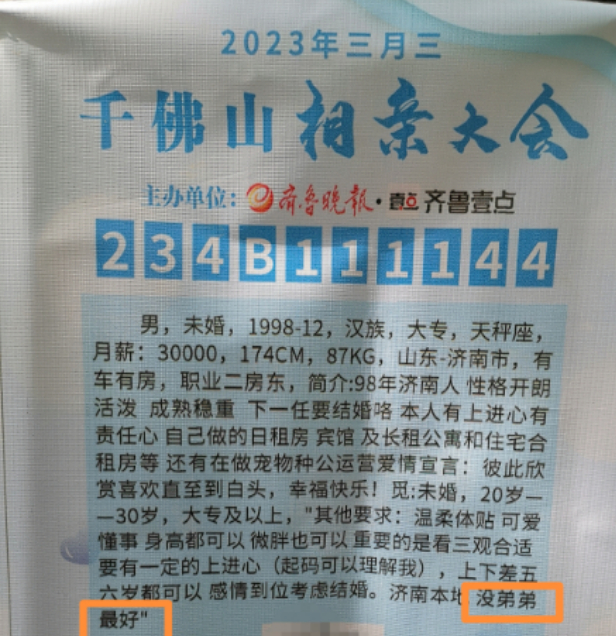 2023年三月三
千佛山相亲大会
主办单位：齐鲁晚报·壹点 齐鲁壹点
234B111144
男，未婚，1998-12，汉族，大专，天秤座，
月薪：30000，174CM，87KG，山东-济南市，有
车有房，职业二房东，简介:98年济南人 性格开朗
活泼 成熟稳重 下一任要结婚咯 本人有上进心有
责任心 自己做的日租房 宾馆 及长租公寓和住宅合
租房等 还有在做宠物种公运营爱情宣言：彼此欣
赏喜欢直至到白头，幸福快乐！觅:未婚，20岁—
—30岁，大专及以上，"其他要求：温柔体贴 可爱
懂事 身高都可以 微胖也可以 重要的是看三观合适
要有一定的上进心（起码可以理解我），上下差五
六岁都可以 感情到位考虑结婚。济南本地 没弟弟
最好"